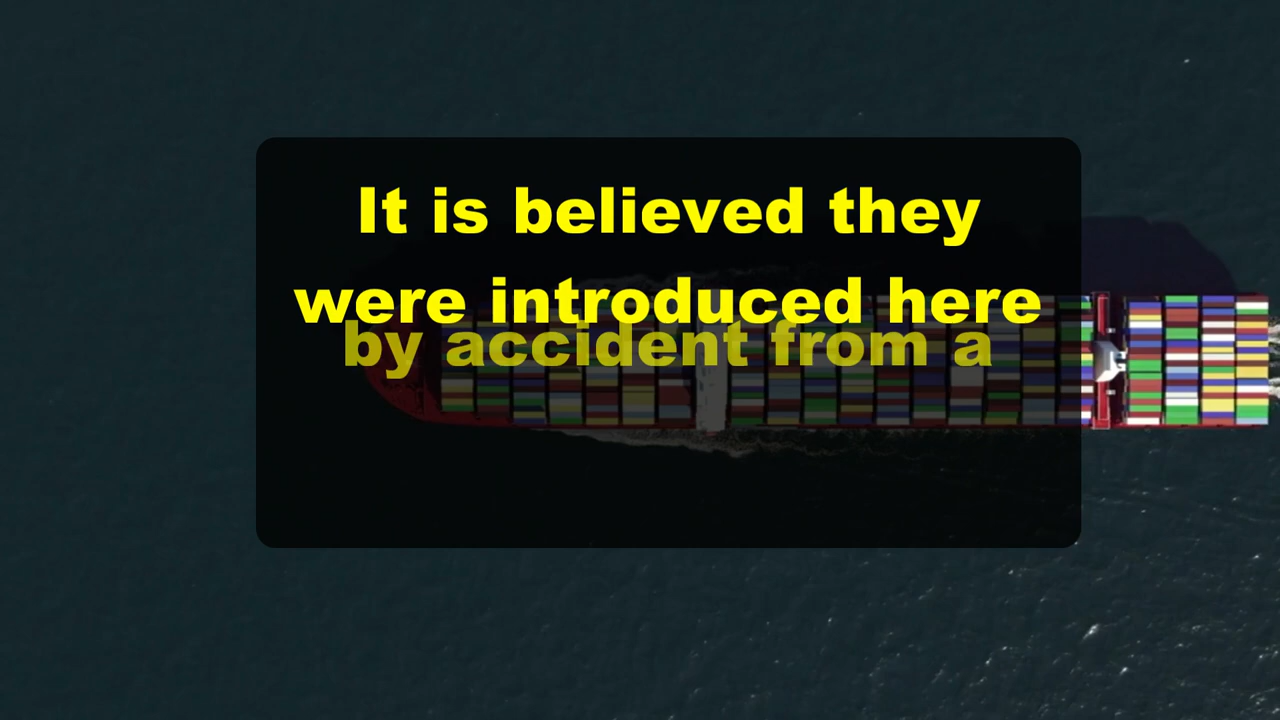 It is believed they
were introduced here
by accident from a